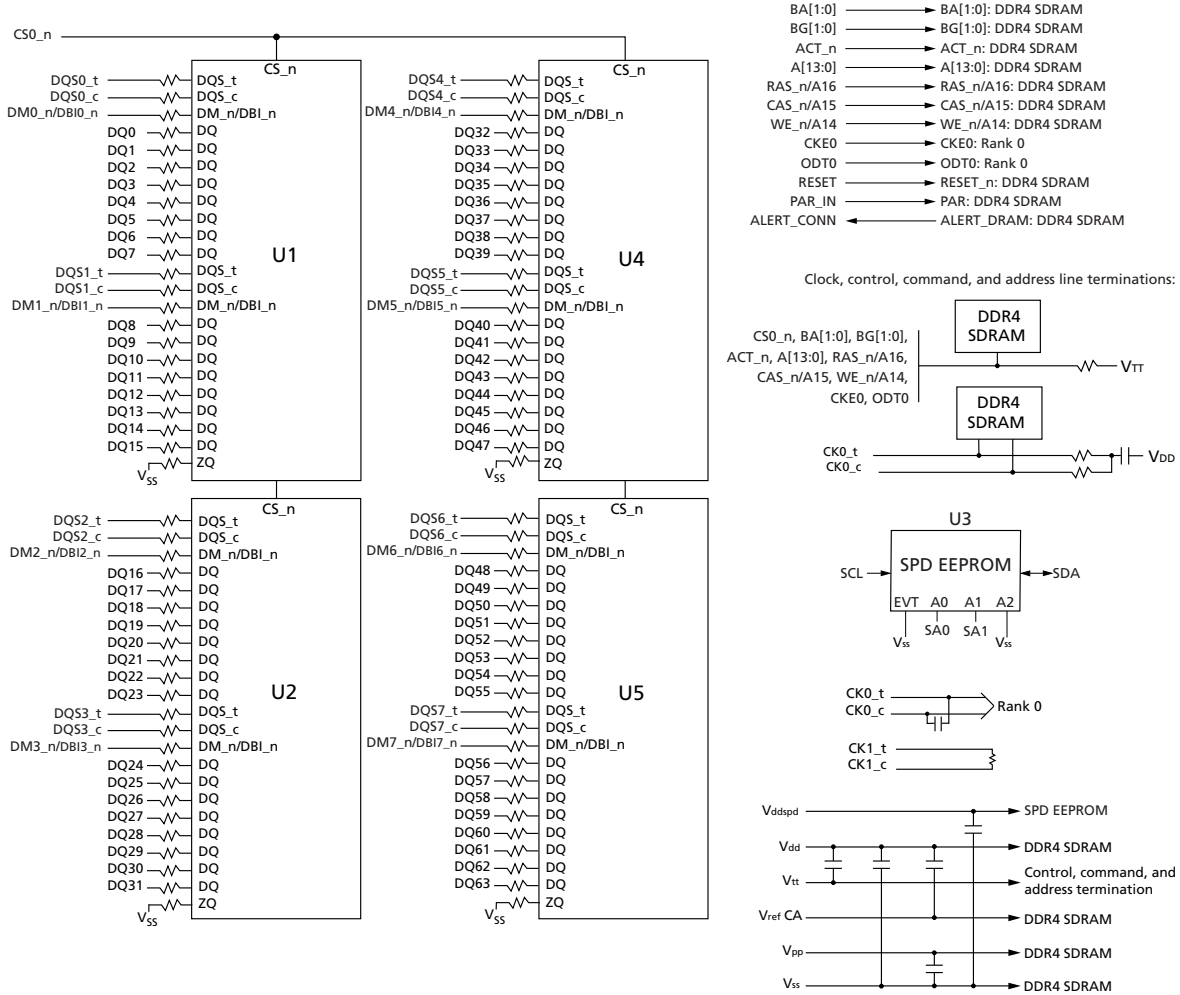 CS0_n
CS_n
DQS0_t DQS_t
DQS0_c DQS_c
DM0_n/DBI0_n DM_n/DBI_n
DQ0 DQ
DQ1 DQ
DQ2 DQ
DQ3 DQ
DQ4 DQ
DQ5 DQ
DQ6 DQ
DQ7 DQ
U1
DQS1_t DQS_t
DQS1_c DQS_c
DM1_n/DBI1_n DM_n/DBI_n
DQ8 DQ
DQ9 DQ
DQ10 DQ
DQ11 DQ
DQ12 DQ
DQ13 DQ
DQ14 DQ
DQ15 DQ
VSS ZQ
CS_n
DQS2_t DQS_t
DQS2_c DQS_c
DM2_n/DBI2_n DM_n/DBI_n
DQ16 DQ
DQ17 DQ
DQ18 DQ
DQ19 DQ
DQ20 DQ
DQ21 DQ
DQ22 DQ
DQ23 DQ
U2
DQS3_t DQS_t
DQS3_c DQS_c
DM3_n/DBI3_n DM_n/DBI_n
DQ24 DQ
DQ25 DQ
DQ26 DQ
DQ27 DQ
DQ28 DQ
DQ29 DQ
DQ30 DQ
DQ31 DQ
VSS ZQ
CS_n
DQS4_t DQS_t
DQS4_c DQS_c
DM4_n/DBI4_n DM_n/DBI_n
DQ32 DQ
DQ33 DQ
DQ34 DQ
DQ35 DQ
DQ36 DQ
DQ37 DQ
DQ38 DQ
DQ39 DQ
U4
DQS5_t DQS_t
DQS5_c DQS_c
DM5_n/DBI5_n DM_n/DBI_n
DQ40 DQ
DQ41 DQ
DQ42 DQ
DQ43 DQ
DQ44 DQ
DQ45 DQ
DQ46 DQ
DQ47 DQ
VSS ZQ
CS_n
DQS6_t DQS_t
DQS6_c DQS_c
DM6_n/DBI6_n DM_n/DBI_n
DQ48 DQ
DQ49 DQ
DQ50 DQ
DQ51 DQ
DQ52 DQ
DQ53 DQ
DQ54 DQ
DQ55 DQ
U5
DQS7_t DQS_t
DQS7_c DQS_c
DM7_n/DBI7_n DM_n/DBI_n
DQ56 DQ
DQ57 DQ
DQ58 DQ
DQ59 DQ
DQ60 DQ
DQ61 DQ
DQ62 DQ
DQ63 DQ
VSS ZQ
BA[1:0] BA[1:0]: DDR4 SDRAM
BG[1:0] BG[1:0]: DDR4 SDRAM
ACT_n ACT_n: DDR4 SDRAM
A[13:0] A[13:0]: DDR4 SDRAM
RAS_n/A16 RAS_n/A16: DDR4 SDRAM
CAS_n/A15 CAS_n/A15: DDR4 SDRAM
WE_n/A14 WE_n/A14: DDR4 SDRAM
CKE0 CKE0: Rank 0
ODT0 ODT0: Rank 0
RESET RESET_n: DDR4 SDRAM
PAR_IN PAR: DDR4 SDRAM
ALERT_CONN ALERT_DRAM: DDR4 SDRAM
Clock, control, command, and address line terminations:
DDR4
SDRAM
CS0_n, BA[1:0], BG[1:0],
ACT_n, A[13:0], RAS_n/A16,
CAS_n/A15, WE_n/A14,
CKE0, ODT0
VTT
DDR4
SDRAM
CK0_t
CK0_c
VDD
U3
SPD EEPROM
SCL SDA
EVT A0 A1 A2
Vss SA0 SA1 Vss
CK0_t
CK0_c
Rank 0
CK1_t
CK1_c
Vddspd SPD EEPROM
Vdd DDR4 SDRAM
Vtt Control, command, and
address termination
Vref CA DDR4 SDRAM
Vpp DDR4 SDRAM
Vss DDR4 SDRAM